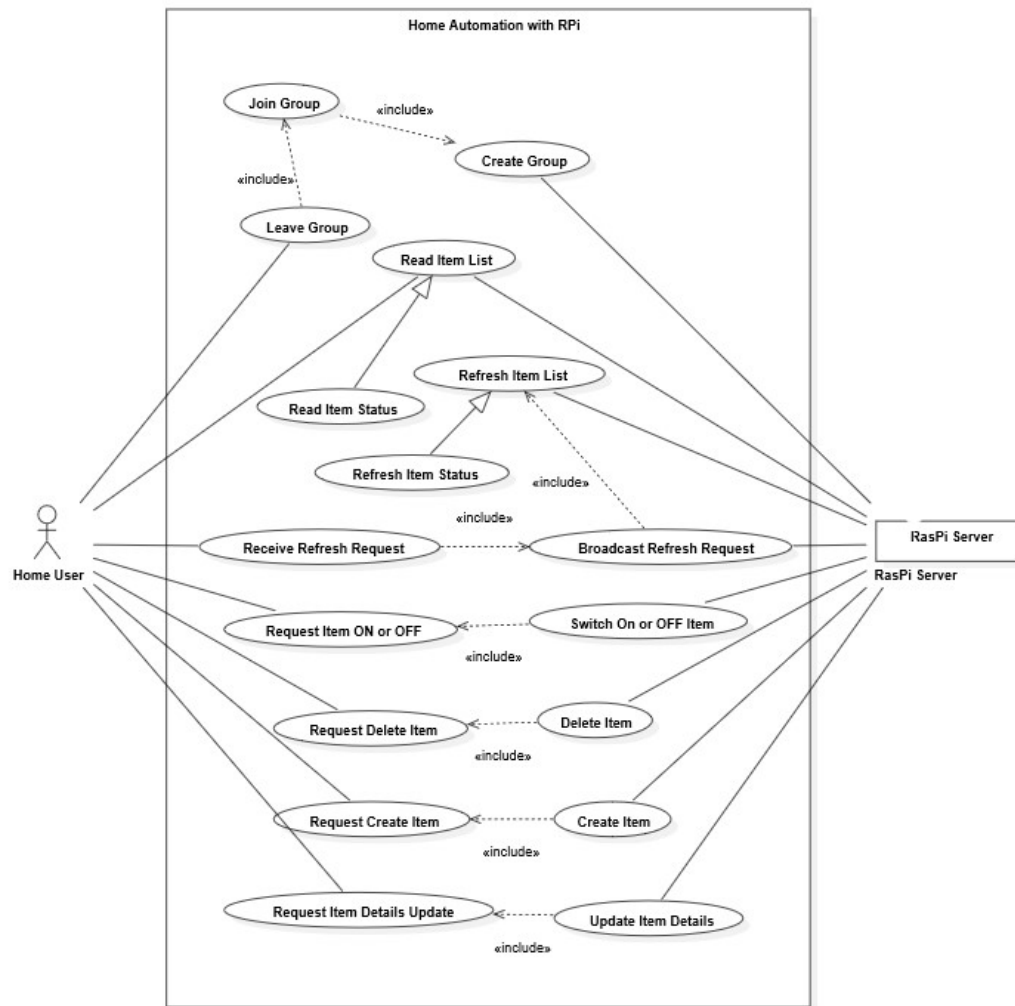 Home Automation with RPi
Join Group
«include»
Create Group
«include»
Leave Group
Read Item List
Refresh Item List
Read Item Status
Refresh Item Status
«include»
«include»
RasPi Server
Receive Refresh Request
Broadcast Refresh Request
Home User
RasPi Server
Request Item ON or OFF
Switch On or OFF Item
«include»
Request Delete Item
Delete Item
«include»
Request Create Item
Create Item
«include»
Request Item Details Update
Update Item Details
«include»